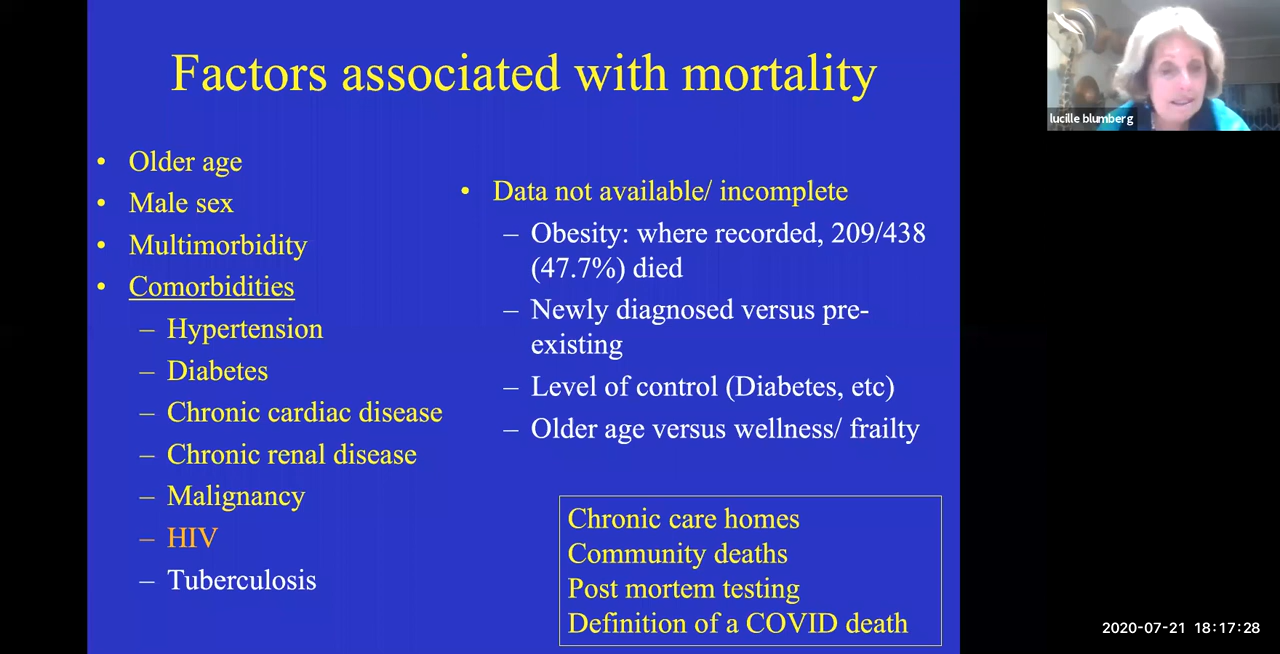 Factors associated with mortality
• Older age
• Male sex
• Multimorbidity
• Comorbidities
– Hypertension
– Diabetes
– Chronic cardiac disease
– Chronic renal disease
– Malignancy
– HIV
– Tuberculosis
• Data not available/ incomplete
– Obesity: where recorded, 209/438
(47.7%) died
– Newly diagnosed versus pre-
existing
– Level of control (Diabetes, etc)
– Older age versus wellness/ frailty
Chronic care homes
Community deaths
Post mortem testing
Definition of a COVID death
lucille blumberg
2020-07-21 18:17:28